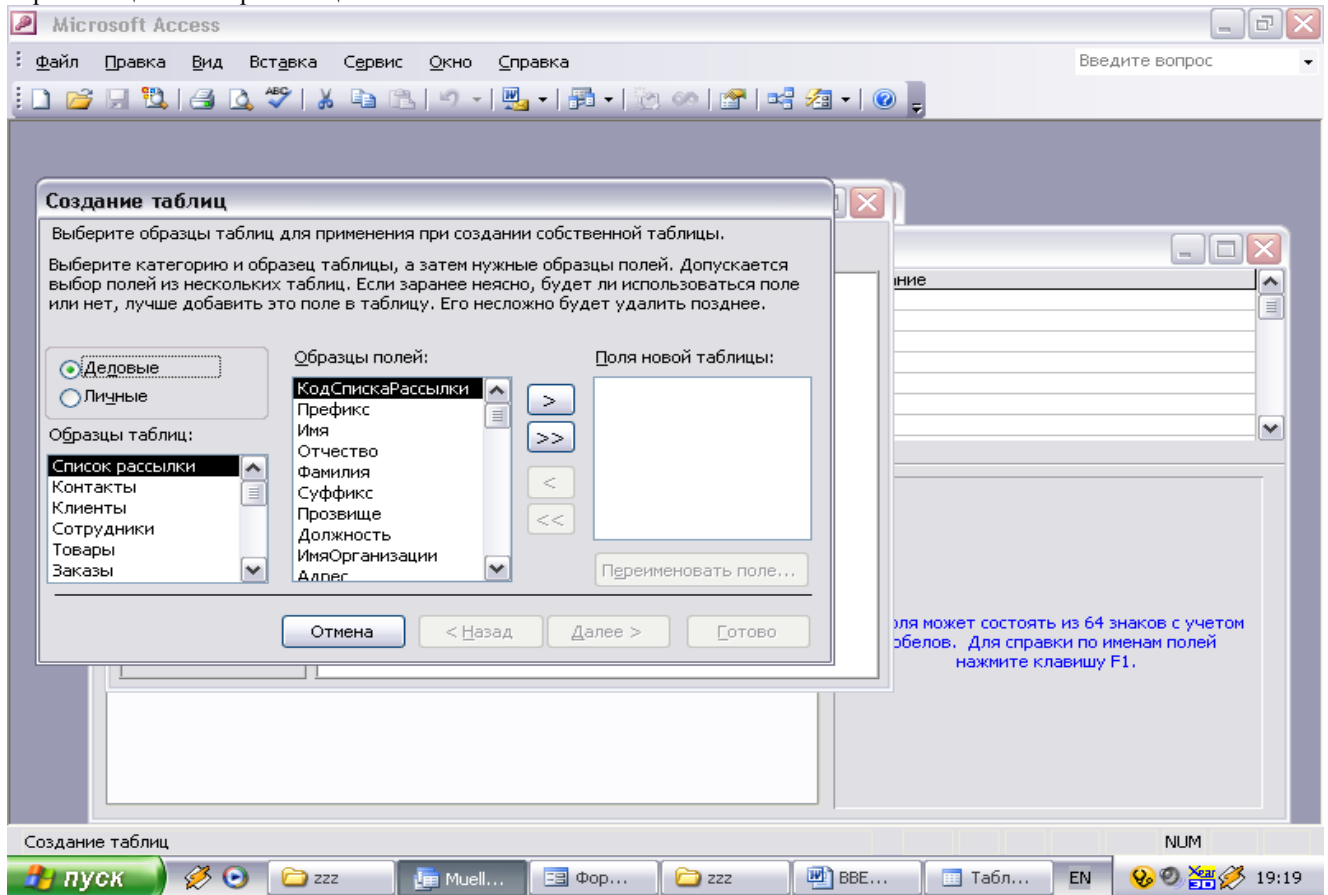 Microsoft Access
Файл Правка Вид Вставка Сервис Окно Справка
Введите вопрос
Создание таблиц
Выберите образцы таблиц для применения при создании собственной таблицы.
Выберите категорию и образец таблицы, а затем нужные образцы полей. Допускается
выбор полей из нескольких таблиц. Если заранее неясно, будет ли использоваться поле
или нет, лучше добавить это поле в таблицу. Его несложно будет удалить позднее.
Деловые
Личные
Образцы таблиц:
Список рассылки
Контакты
Клиенты
Сотрудники
Товары
Заказы
Образцы полей:
КодСпискаРассылки
Префикс
Имя
Отчество
Фамилия
Суффикс
Прозвище
Должность
ИмяОрганизации
Адрес
>
>>
<
<<
Поля новой таблицы:
Переименовать поле...
Отмена
< Назад
Далее >
Готово
может состоять из 64 знаков с учетом
Для справки по именам полей
нажмите клавишу F1.
Создание таблиц
NUM
пуск
zzz
Muell...
Фор...
zzz
BBE...
Табл...
EN
19:19